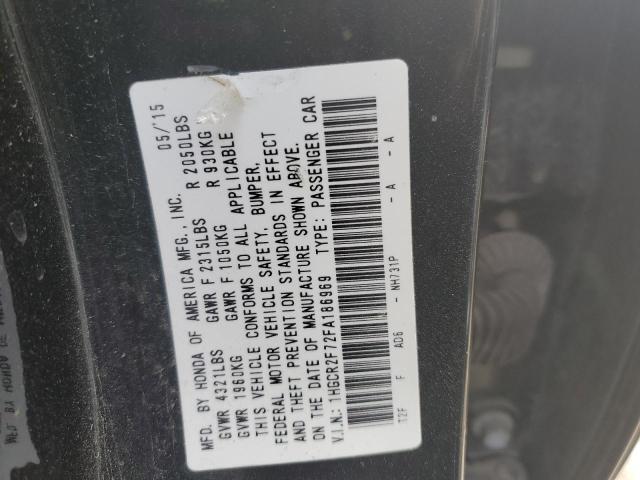 MFD. BY HONDA OF AMERICA MFG., INC. 05/'15
GVWR 4321LBS GAWR F 2315LBS R 2050LBS
GVWR 1960KG GAWR F 1050KG R 930KG
THIS VEHICLE CONFORMS TO ALL APPLICABLE
FEDERAL MOTOR VEHICLE SAFETY, BUMPER,
AND THEFT PREVENTION STANDARDS IN EFFECT
ON THE DATE OF MANUFACTURE SHOWN ABOVE.
V.I.N.: 1HGCR2F72FA186969 TYPE: PASSENGER CAR
T2F F AD6 - NH731P - A - A